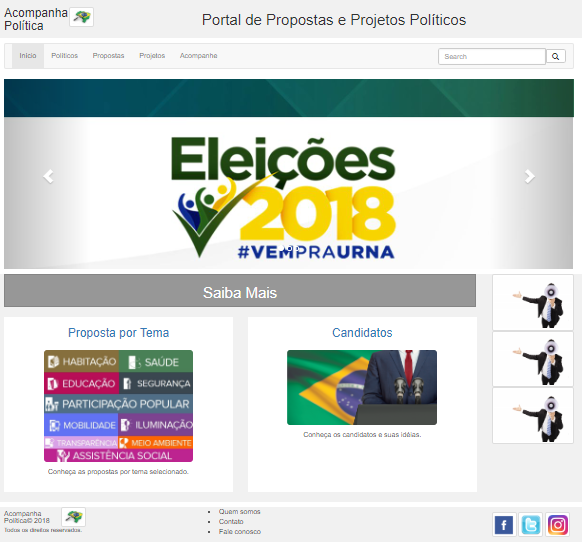 Acompanha
Política
Portal de Propostas e Projetos Políticos
Início Políticos Propostas Projetos Acompanhe
Search
Eleições
2018
#VEMPRAURNA
Saiba Mais
Proposta por Tema
HABITAÇÃO SAÚDE
EDUCAÇÃO SEGURANÇA
PARTICIPAÇÃO POPULAR
MOBILIDADE ILUMINAÇÃO
TRANSPARÊNCIA MEIO AMBIENTE
ASSISTÊNCIA SOCIAL
Conheça as propostas por tema selecionado.
Candidatos
Conheça os candidatos e suas idéias.
Acompanha
Política© 2018
Todos os direitos reservados.
Quem somos
Contato
Fale conosco